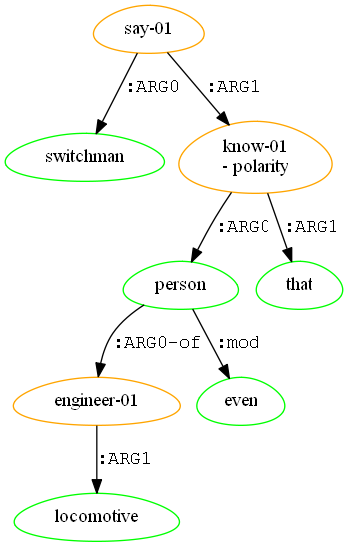 say-01
:ARG0 :ARG1
switchman
know-01
- polarity
:ARG0 :ARG1
person that
:ARG0-of :mod
engineer-01 even
:ARG1
locomotive